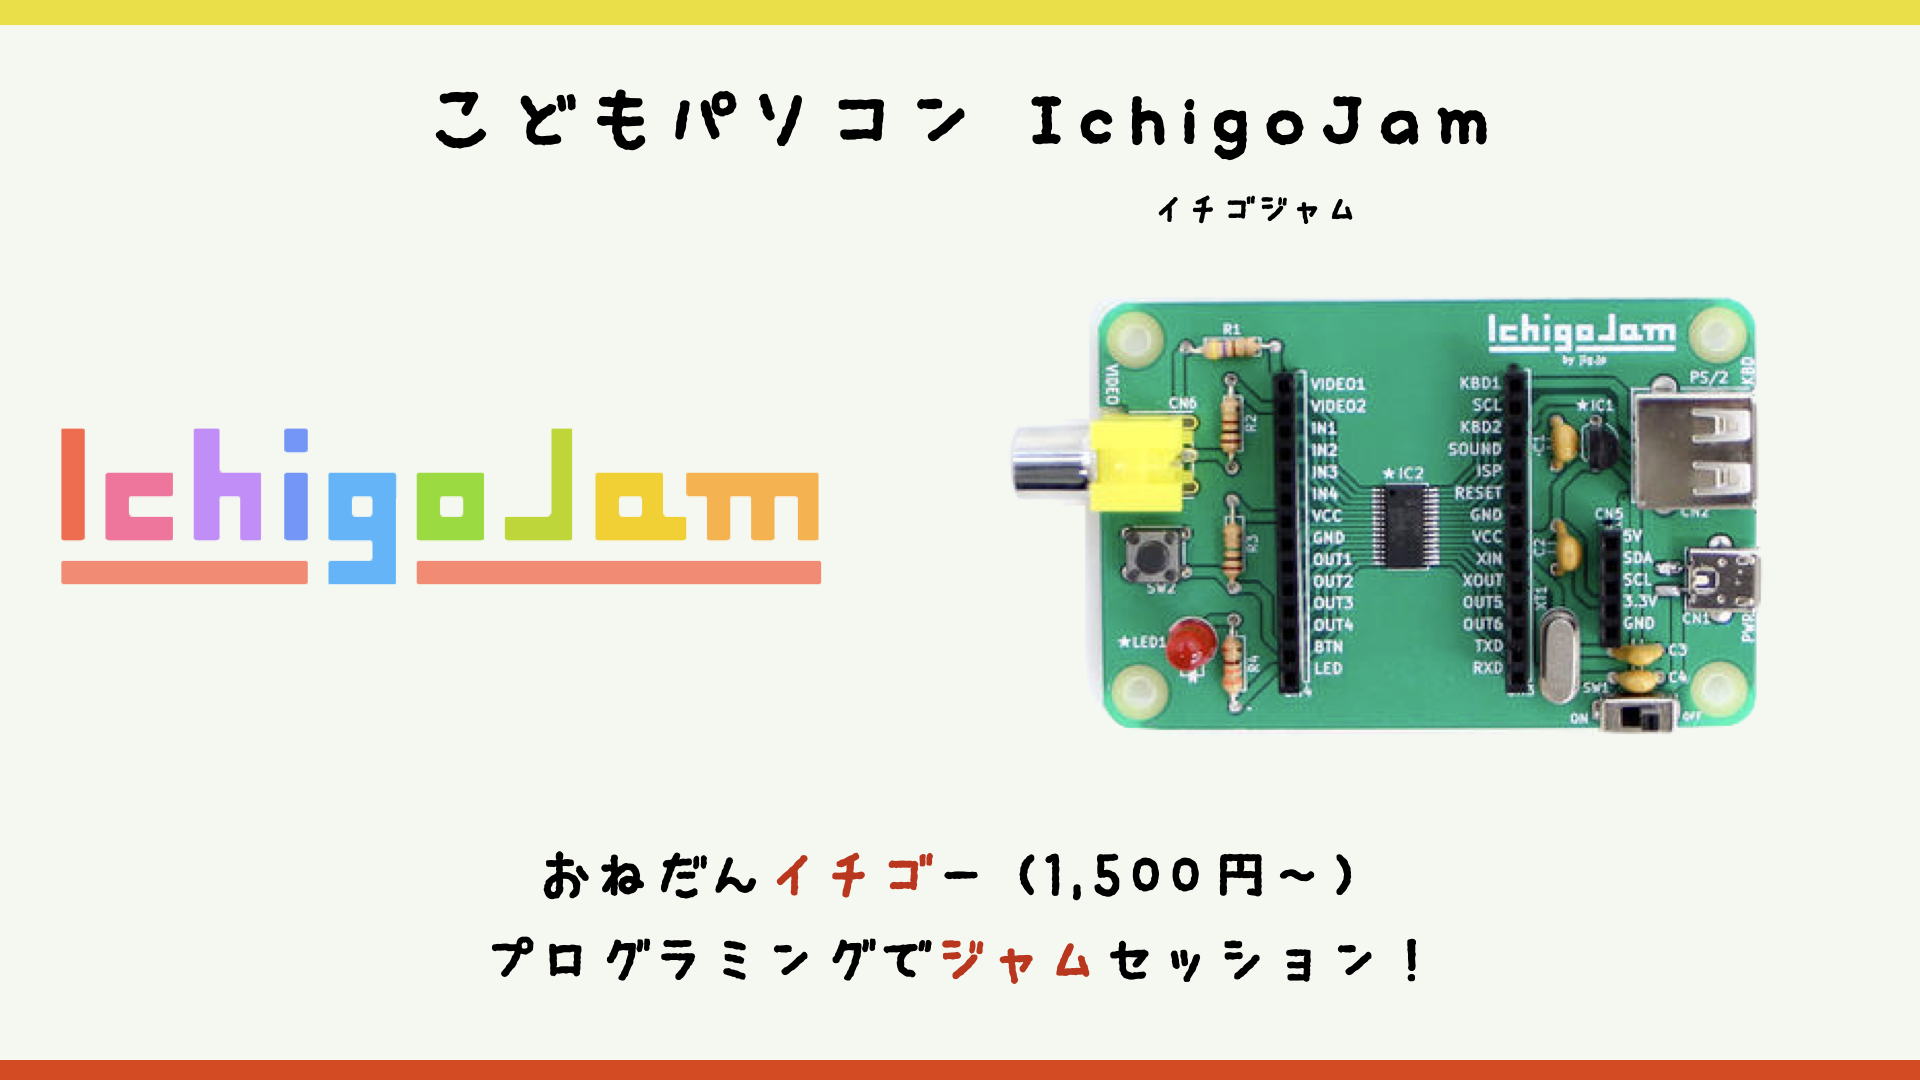 こどもパソコン IchigoJam
イチゴジャム
IchigoJam
IchigoJam
by jig.jp
R1
VIDEO
CN6
R2
VIDEO1
VIDEO2
IN1
IN2
IN3
IN4
VCC
GND
OUT1
OUT2
OUT3
OUT4
BTN
LED
R3
SW2
★LED1
R4
★IC2
KBD1
SCL
KBD2
SOUND
ISP
RESET
GND
VCC
XIN
XOUT
OUT5
OUT6
TXD
RXD
PS/2
KBD
★IC1
C1
CN2
CN5
C2
5V
SDA
SCL
3.3V
GND
CN1
PWR
XT1
C3
C4
SW1
ON
OFF
おねだんイチゴー（1,500円〜）
プログラミングでジャムセッション！